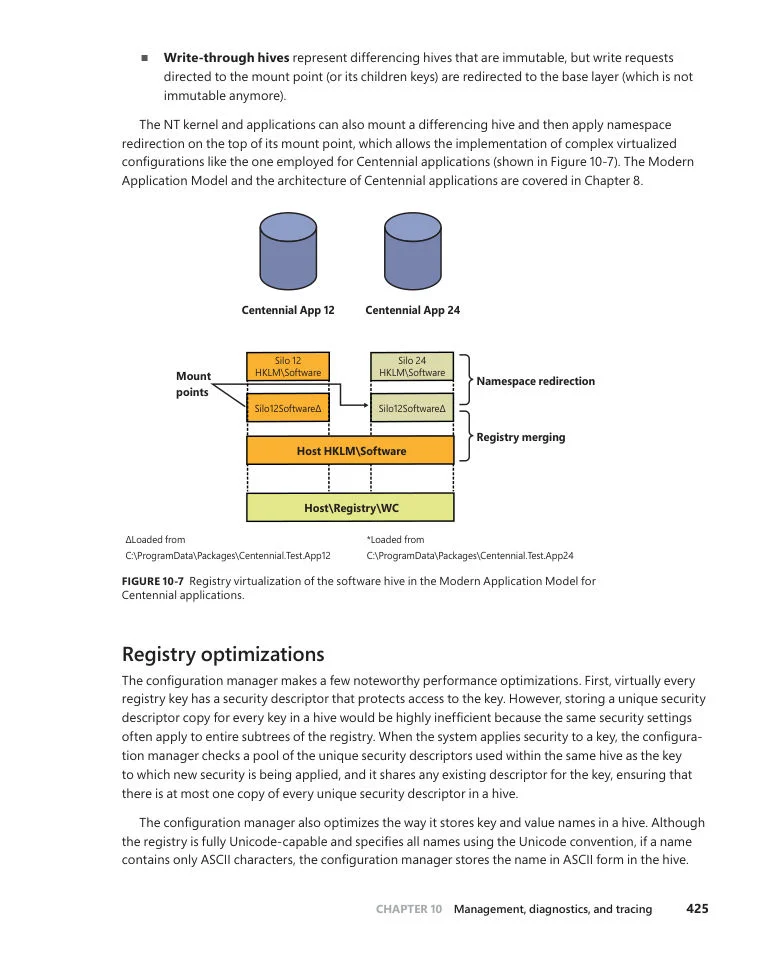 ■ Write-through hives represent differencing hives that are immutable, but write requests
directed to the mount point (or its children keys) are redirected to the base layer (which is not
immutable anymore).
The NT kernel and applications can also mount a differencing hive and then apply namespace
redirection on the top of its mount point, which allows the implementation of complex virtualized
configurations like the one employed for Centennial applications (shown in Figure 10-7). The Modern
Application Model and the architecture of Centennial applications are covered in Chapter 8.
Centennial App 12
Centennial App 24
Silo 12
HKLM\Software
Silo 24
HKLM\Software
Mount
points
Namespace redirection
Silo12Software∆
Silo12Software∆
Registry merging
Host HKLM\Software
Host\Registry\WC
∆Loaded from
C:\ProgramData\Packages\Centennial.Test.App12
*Loaded from
C:\ProgramData\Packages\Centennial.Test.App24
FIGURE 10-7 Registry virtualization of the software hive in the Modern Application Model for
Centennial applications.
Registry optimizations
The configuration manager makes a few noteworthy performance optimizations. First, virtually every
registry key has a security descriptor that protects access to the key. However, storing a unique security
descriptor copy for every key in a hive would be highly inefficient because the same security settings
often apply to entire subtrees of the registry. When the system applies security to a key, the configura-
tion manager checks a pool of the unique security descriptors used within the same hive as the key
to which new security is being applied, and it shares any existing descriptor for the key, ensuring that
there is at most one copy of every unique security descriptor in a hive.
The configuration manager also optimizes the way it stores key and value names in a hive. Although
the registry is fully Unicode-capable and specifies all names using the Unicode convention, if a name
contains only ASCII characters, the configuration manager stores the name in ASCII form in the hive.
CHAPTER 10 Management, diagnostics, and tracing 425